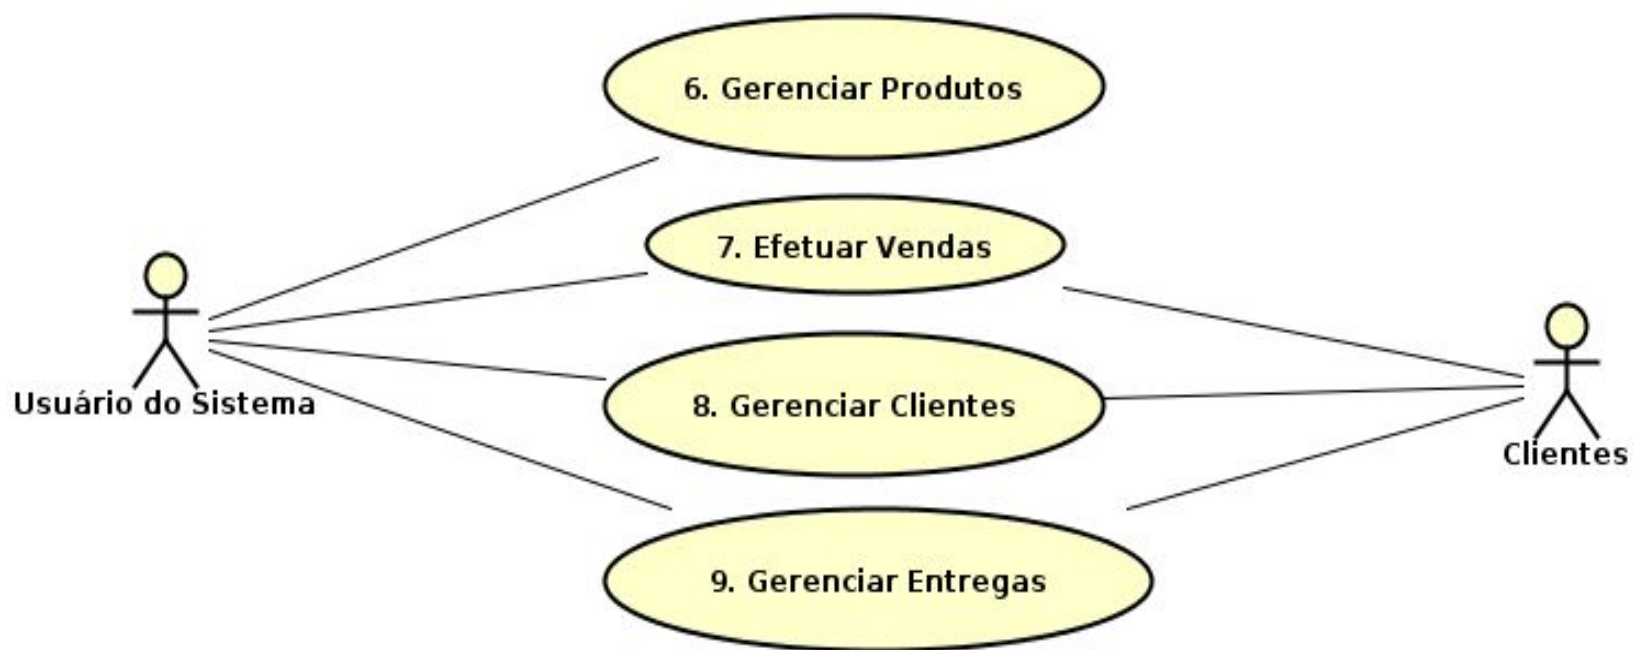 6. Gerenciar Produtos
7. Efetuar Vendas
Usuário do Sistema
8. Gerenciar Clientes
Clientes
9. Gerenciar Entregas